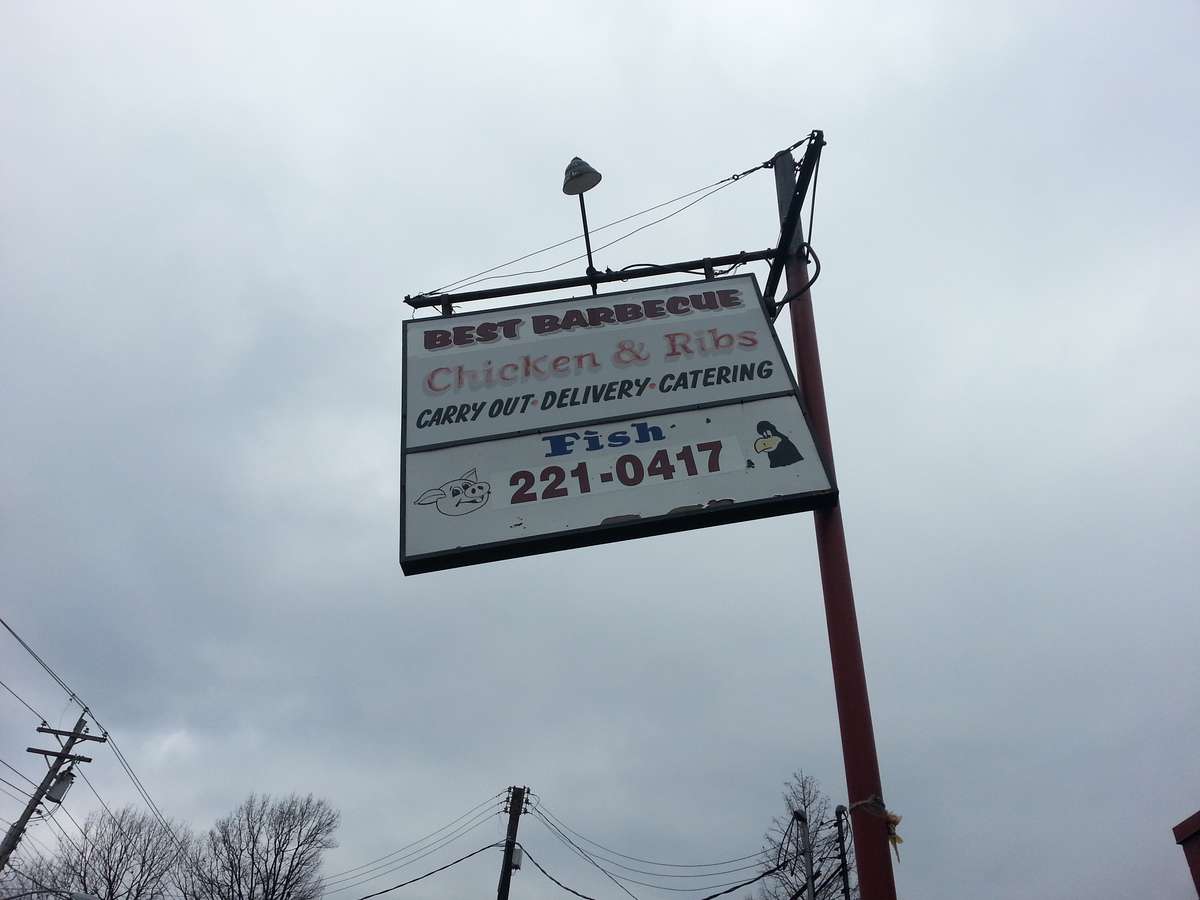 BEST BARBECUE
Chicken & Ribs
CARRY OUT · DELIVERY · CATERING
Fish
221-0417